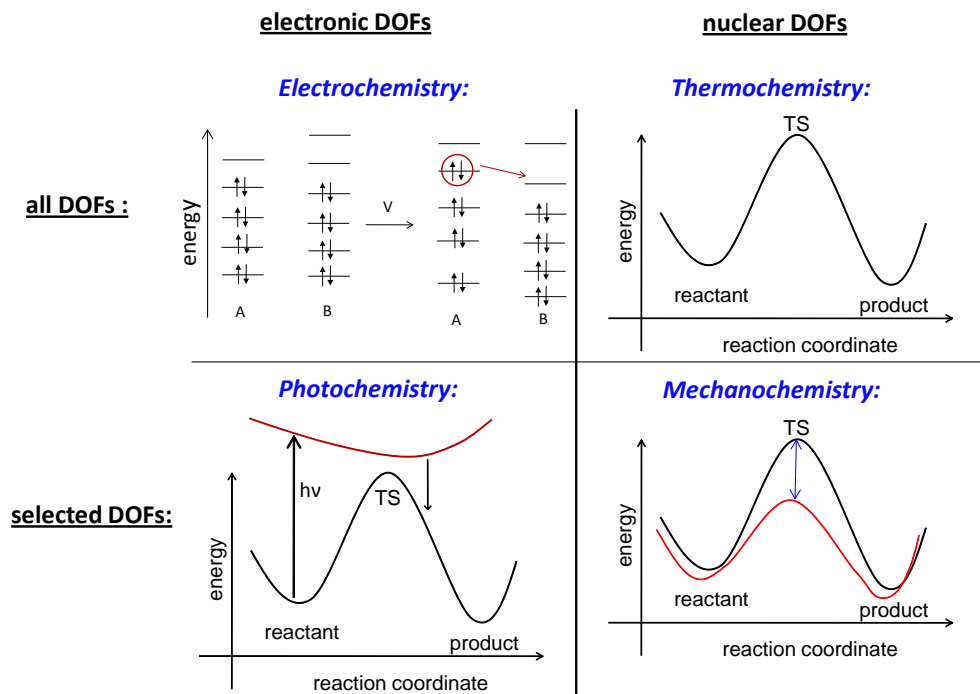 electronic DOFs
nuclear DOFs
all DOFs :
Electrochemistry:
energy
A
B
V
A
B
Thermochemistry:
TS
energy
reactant
product
reaction coordinate
selected DOFs:
Photochemistry:
hν
TS
energy
reactant
product
reaction coordinate
Mechanochemistry:
TS
energy
reactant
product
reaction coordinate